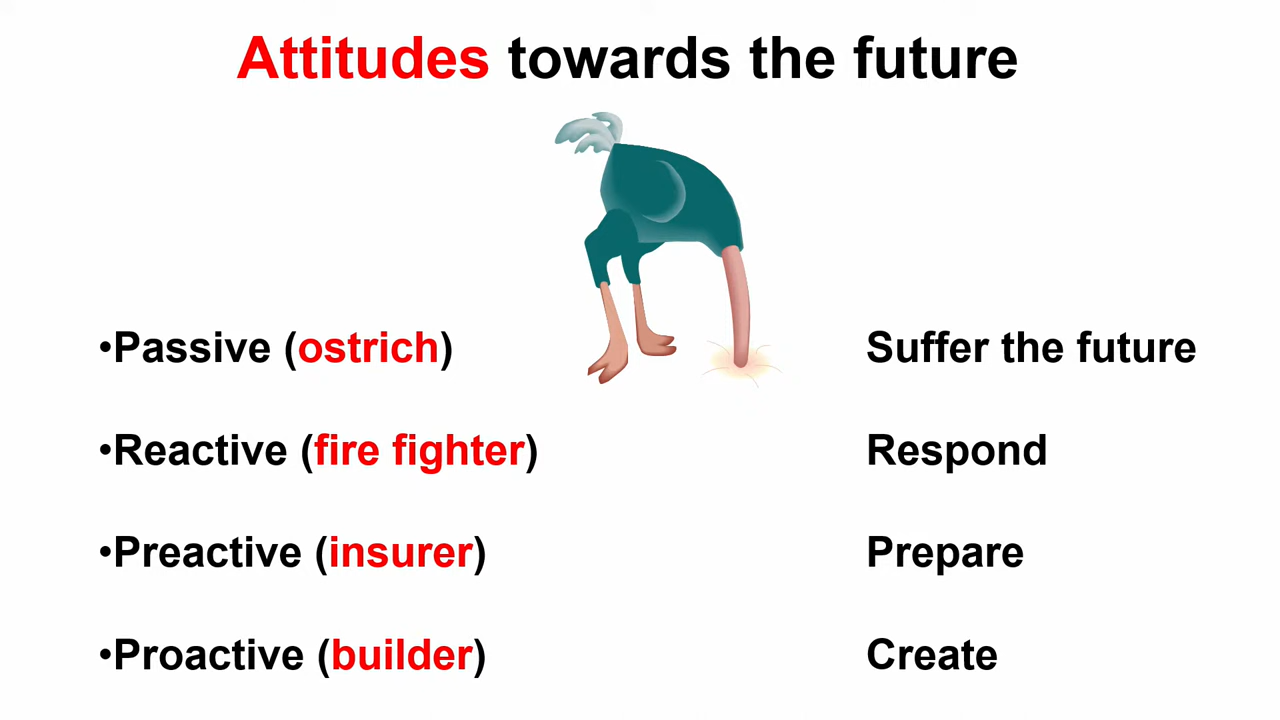 Attitudes towards the future
•Passive (ostrich) Suffer the future
•Reactive (fire fighter) Respond
•Preactive (insurer) Prepare
•Proactive (builder) Create